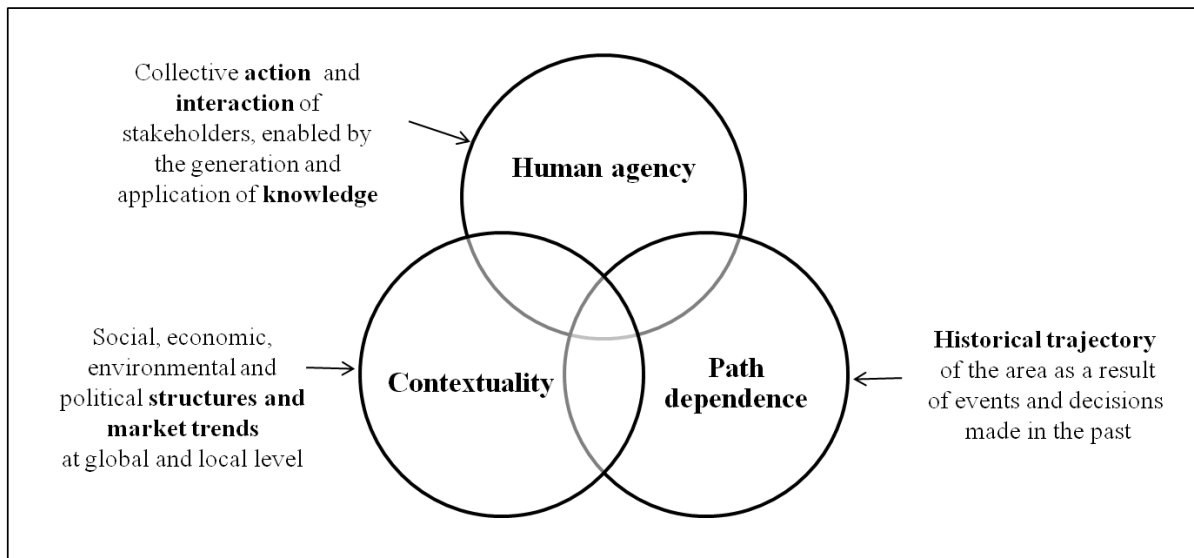 Collective action and
interaction of
stakeholders, enabled by
the generation and
application of knowledge
Human agency
Social, economic,
environmental and
political structures and
market trends
at global and local level
Contextuality
Path
dependence
Historical trajectory
of the area as a result
of events and decisions
made in the past